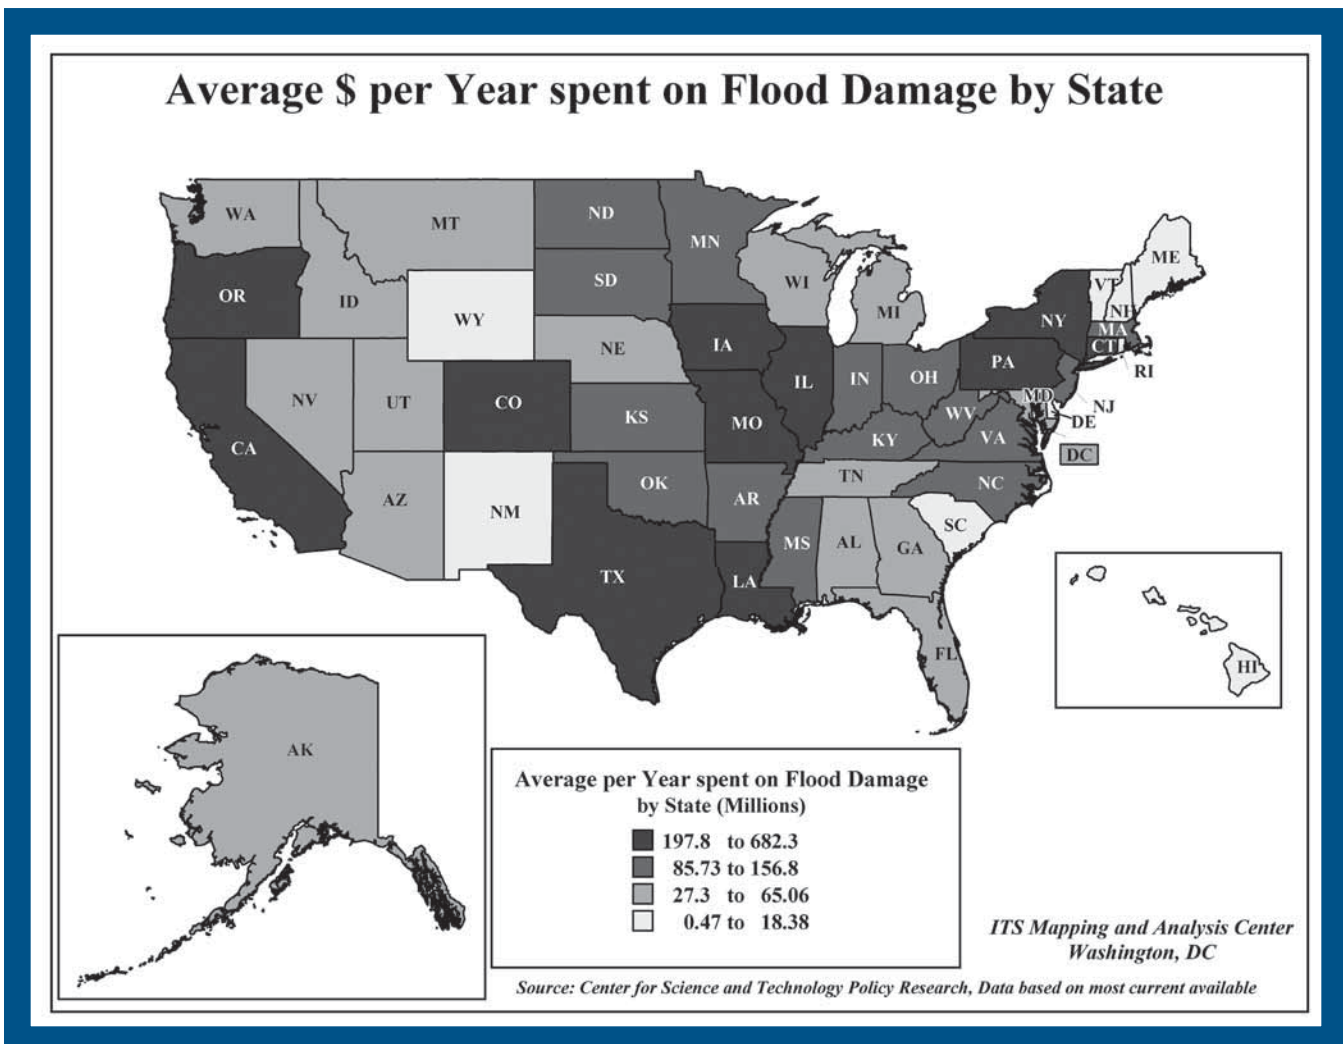 Average $ per Year spent on Flood Damage by State
WA
MT
ND
MN
ME
SD
WI
VT
OR
ID
NH
WY
MI
NY
MA
IA
NE
CT
PA
RI
IL
IN
OH
NV
UT
CO
MD
NJ
KS
MO
WV
DE
CA
KY
VA
DC
TN
OK
NC
AZ
AR
NM
SC
MS
AL
GA
TX
LA
FL
HI
AK
Average per Year spent on Flood Damage
by State (Millions)
197.8 to 682.3
85.73 to 156.8
27.3 to 65.06
0.47 to 18.38
ITS Mapping and Analysis Center
Washington, DC
Source: Center for Science and Technology Policy Research, Data based on most current available